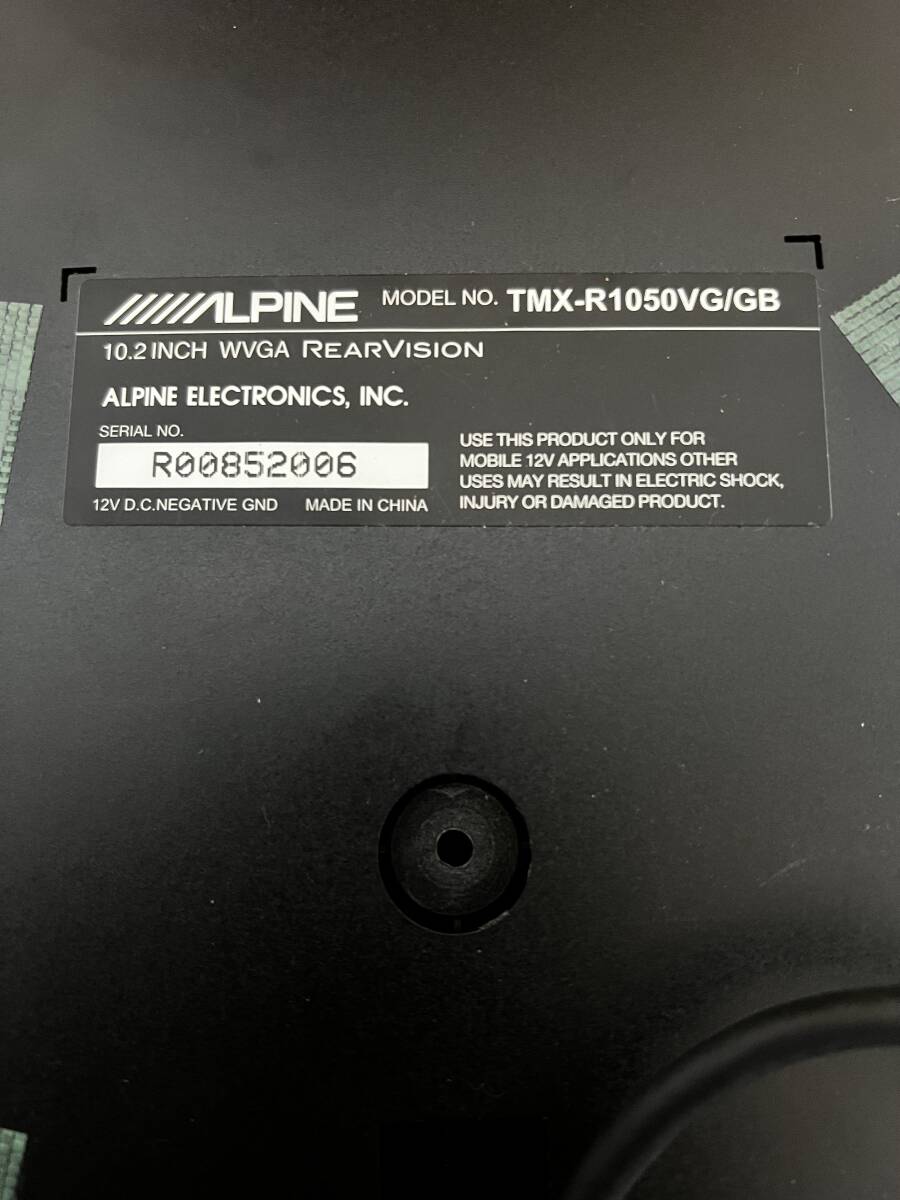 ALPINE MODEL NO. TMX-R1050VG/GB
10.2 INCH WVGA REARVISION
ALPINE ELECTRONICS, INC.
SERIAL NO.
R00852006
12V D.C.NEGATIVE GND MADE IN CHINA
USE THIS PRODUCT ONLY FOR
MOBILE 12V APPLICATIONS OTHER
USES MAY RESULT IN ELECTRIC SHOCK,
INJURY OR DAMAGED PRODUCT.